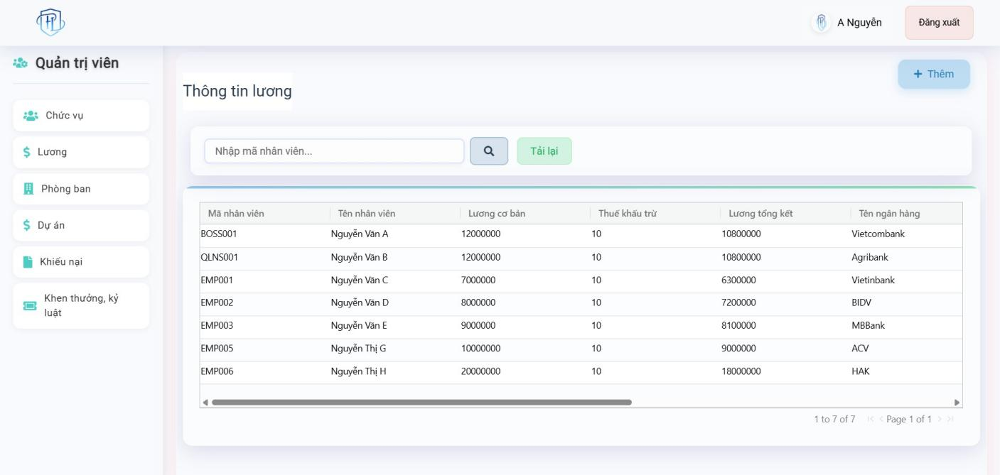 A Nguyễn
Đăng xuất
Quản trị viên
Chức vụ
Lương
Phòng ban
Dự án
Khiếu nại
Khen thưởng, kỷ
luật
Thêm
Thông tin lương
Nhập mã nhân viên...
Tải lại
Mã nhân viên Tên nhân viên Lương cơ bản Thuế khấu trừ Lương tổng kết Tên ngân hàng
BOSS001 Nguyễn Văn A 12000000 10 10800000 Vietcombank
QLNS001 Nguyễn Văn B 12000000 10 10800000 Agribank
EMP001 Nguyễn Văn C 7000000 10 6300000 Vietinbank
EMP002 Nguyễn Văn D 8000000 10 7200000 BIDV
EMP003 Nguyễn Văn E 9000000 10 8100000 MBBank
EMP005 Nguyễn Thị G 10000000 10 9000000 ACV
EMP006 Nguyễn Thị H 20000000 10 18000000 HAK
1 to 7 of 7 Page 1 of 1